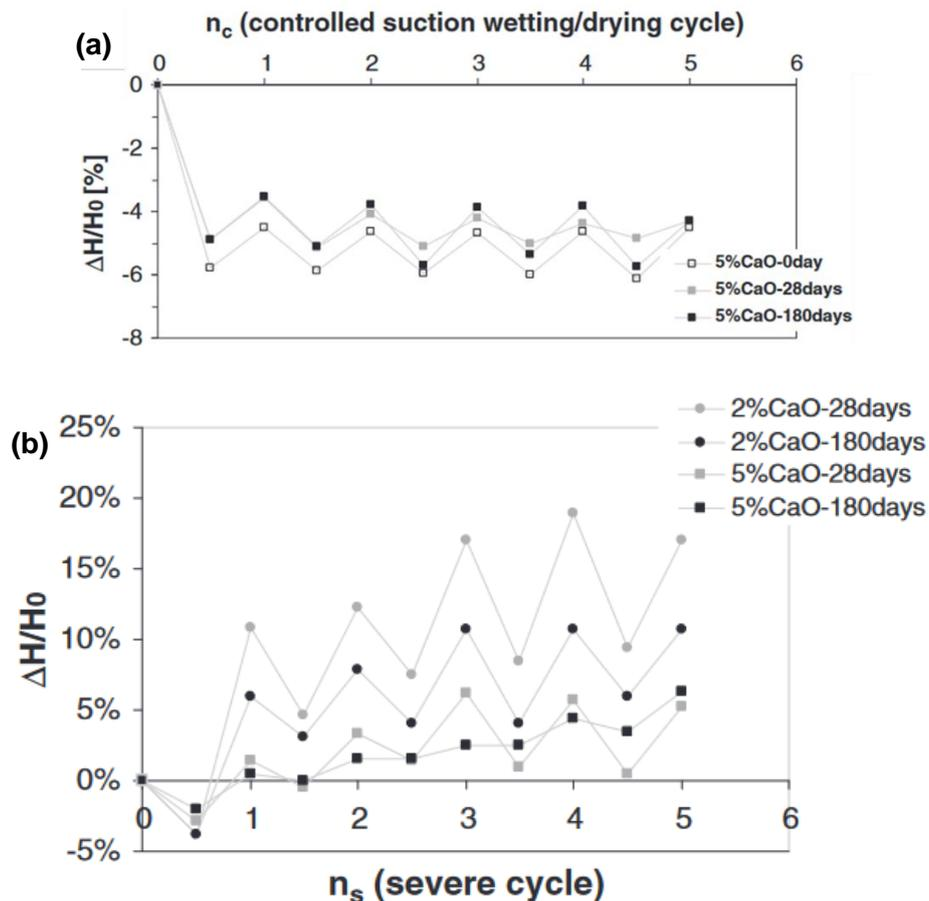 (a)
n_c (controlled suction wetting/drying cycle)
0 1 2 3 4 5 6
0
-2
-4
-6
-8
ΔH/H0 [%]
5%CaO-0day
5%CaO-28days
5%CaO-180days
(b)
2%CaO-28days
2%CaO-180days
5%CaO-28days
5%CaO-180days
25%
20%
15%
10%
5%
0%
-5%
ΔH/H0
0 1 2 3 4 5 6
n_s (severe cycle)